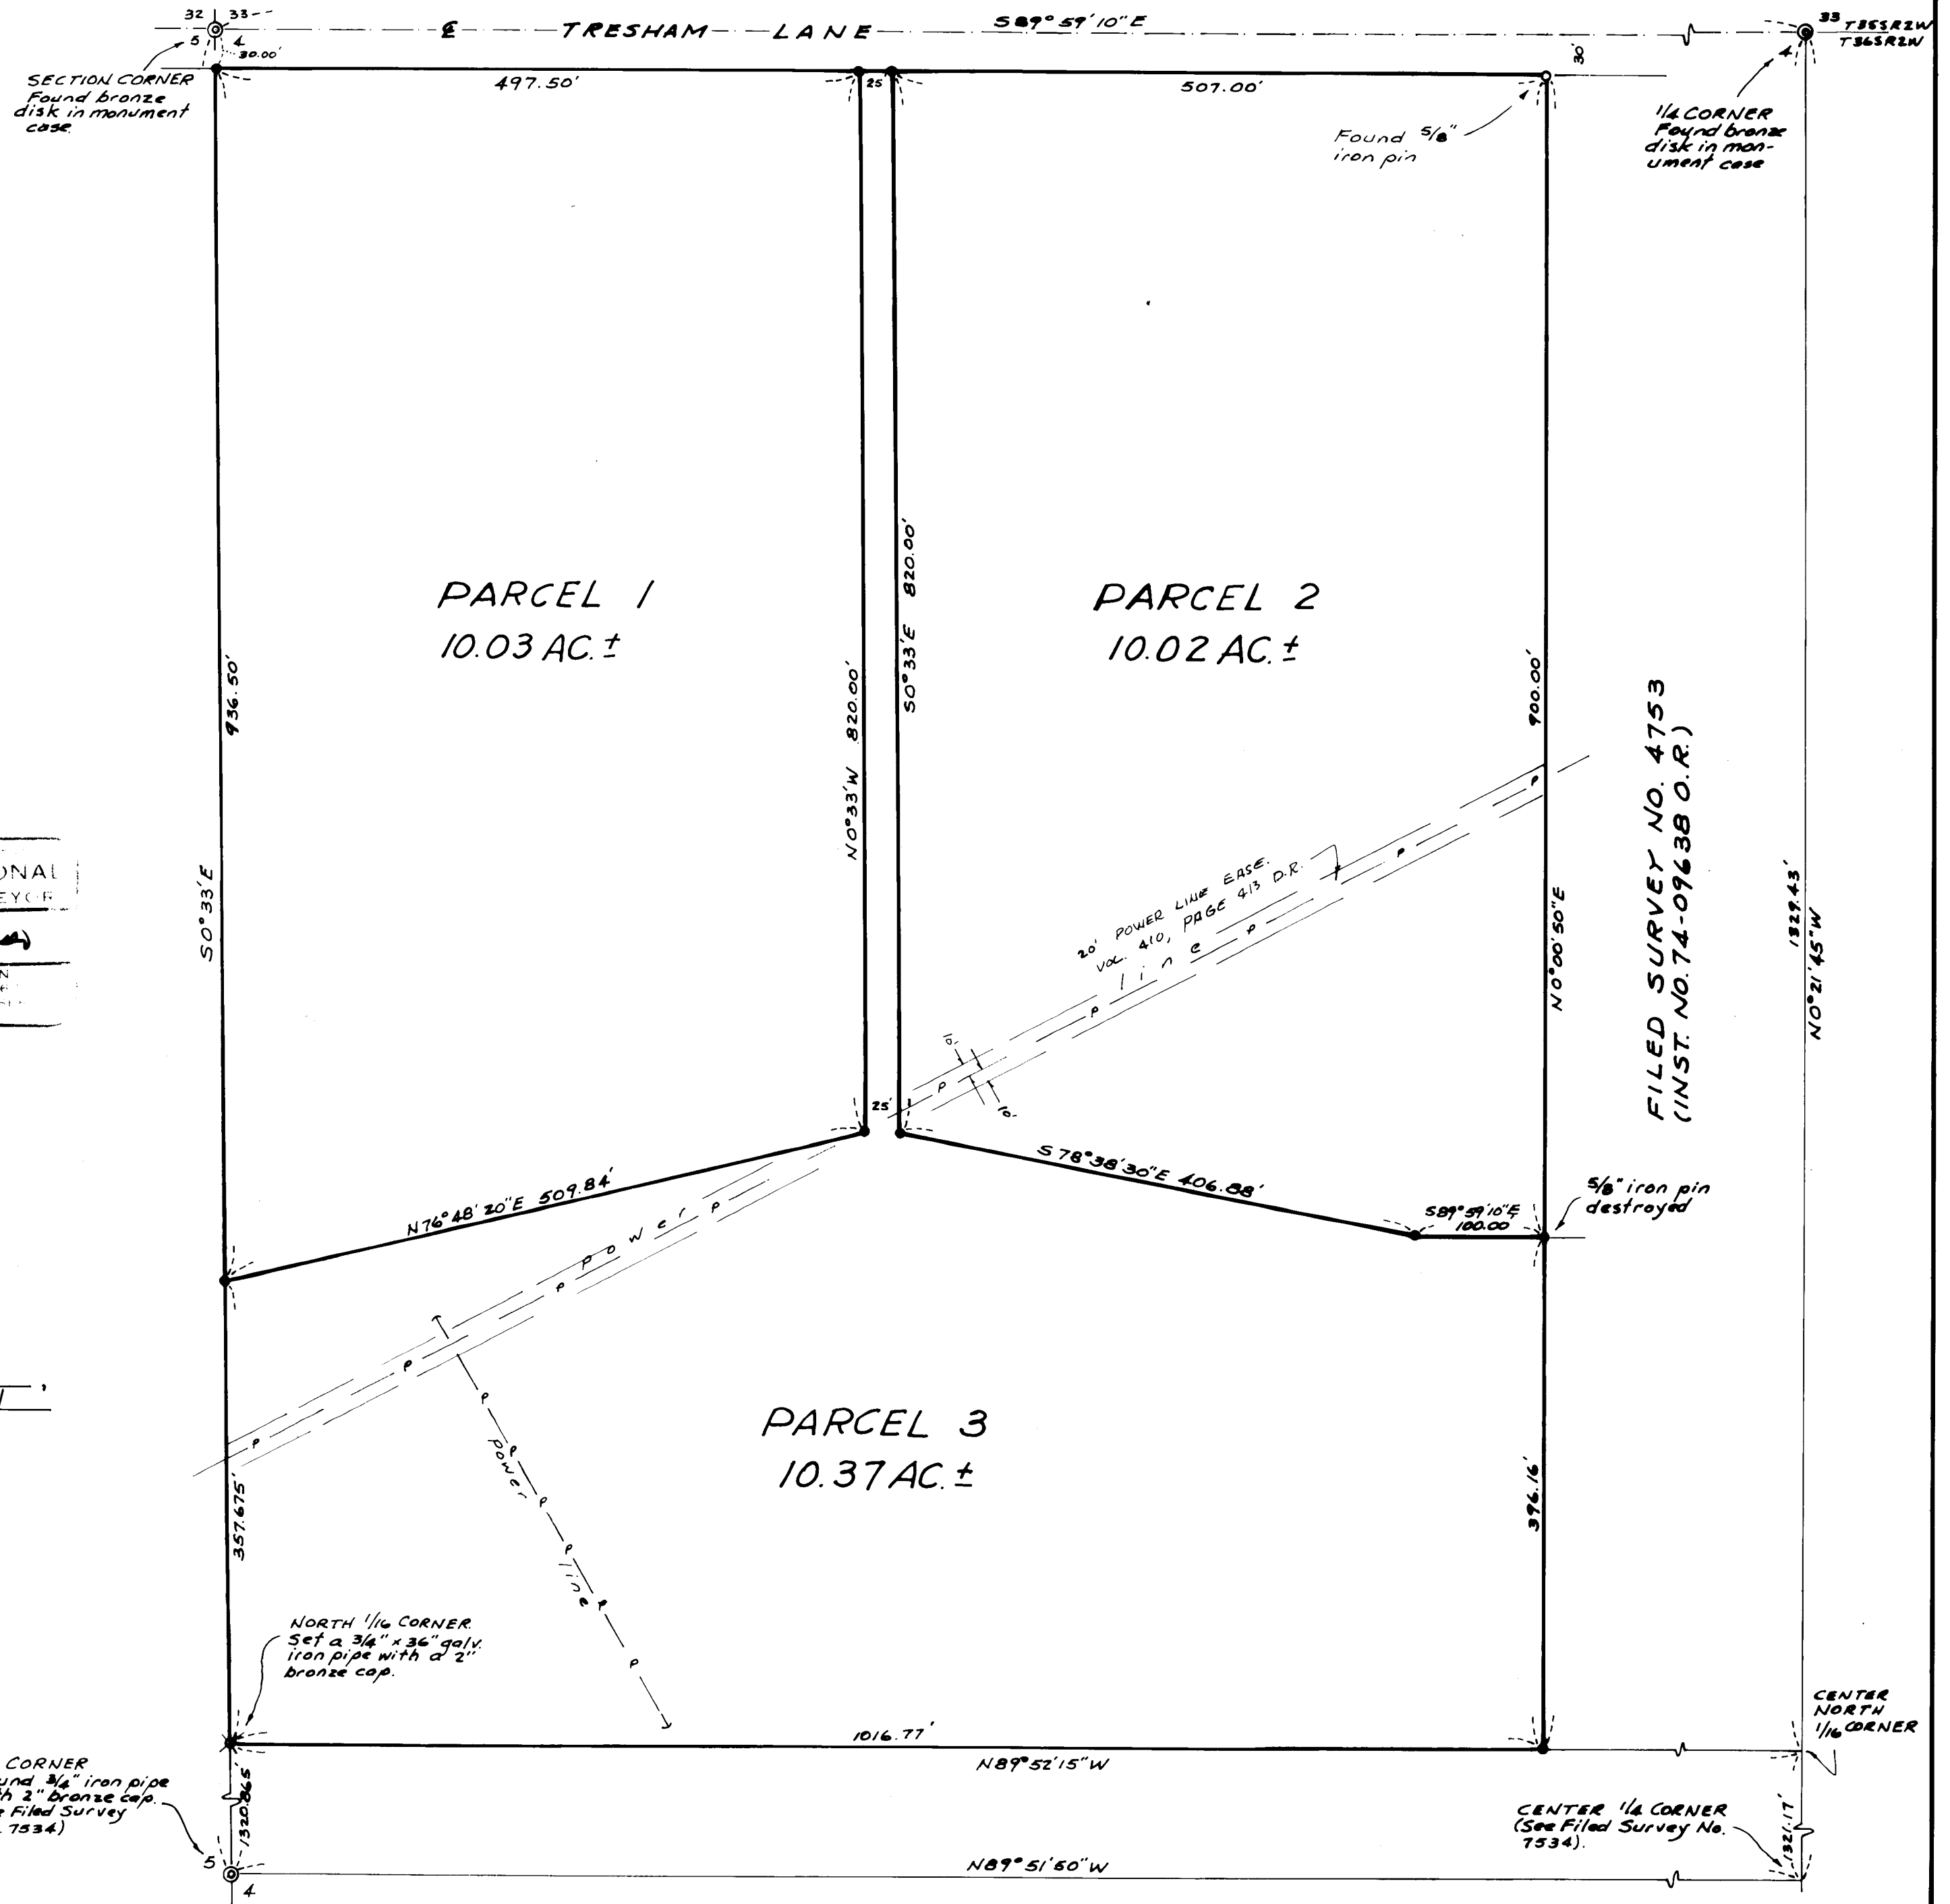 32 33
5 4
30.00'
℄ TRESHAM LANE
S89°59'10"E
33 T35SR2W
4 T36SR2W
SECTION CORNER
Found bronze
disk in monument
case.
497.50'
25'
507.00'
30'
Found 5/8"
iron pin
1/4 CORNER
Found bronze
disk in mon-
ument case
PARCEL 1
10.03 AC.±
PARCEL 2
10.02 AC.±
936.50'
S0°33'E
N0°33'W 820.00'
S0°33'E 820.00'
900.00'
N0°00'50"E
FILED SURVEY NO. 4753
(INST. NO. 74-09638 O.R.)
1329.43'
N0°21'45"W
20' POWER LINE EASE.
VOL. 410, PAGE 413 D.R.
P line P P P P
10'
10'
25'
N76°48'20"E 509.84'
S78°38'30"E 406.88'
S89°59'10"E
100.00
5/8" iron pin
destroyed
P P P power P
P P P P P P
power line
PARCEL 3
10.37 AC.±
357.675'
396.16'
NORTH 1/16 CORNER.
Set a 3/4" x 36" galv.
iron pipe with a 2"
bronze cap.
1016.77'
N89°52'15"W
CENTER
NORTH
1/16 CORNER
CORNER
3/4" iron pipe
2" bronze cap.
Filed Survey
7534)
1320.865
CENTER 1/4 CORNER
(See Filed Survey No.
7534).
1321.17'
5
4
N89°51'50"W